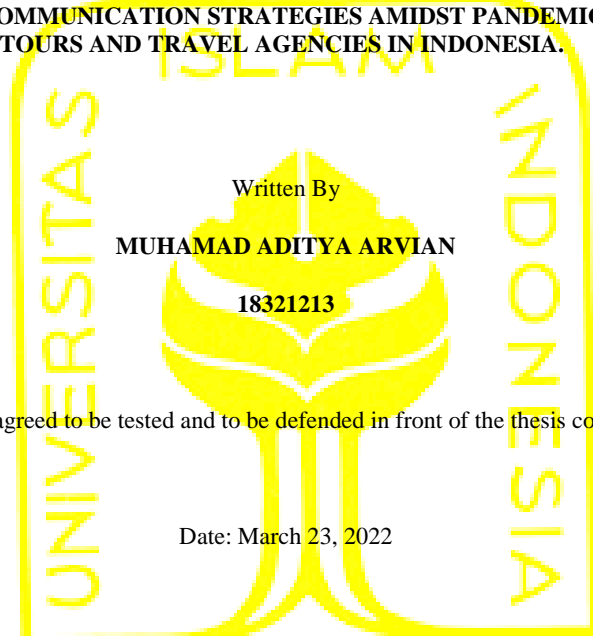 OMMUNICATION STRATEGIES AMIDST PANDEMIC
TOURS AND TRAVEL AGENCIES IN INDONESIA.
UNIVERSITAS ISLAM INDONESIA
Written By
MUHAMAD ADITYA ARVIAN
18321213
agreed to be tested and to be defended in front of the thesis co
Date: March 23, 2022